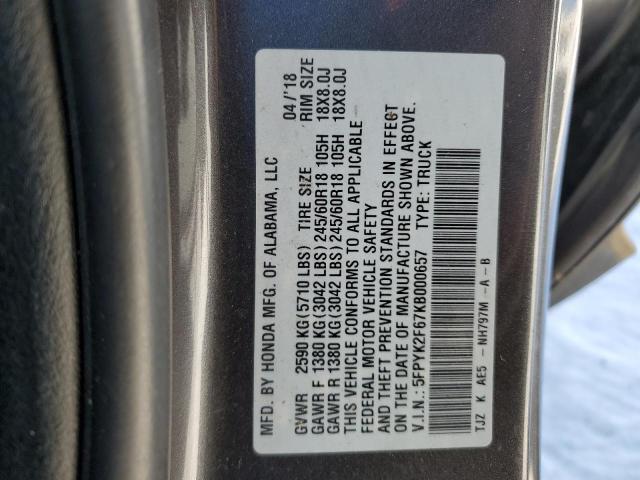 MFD. BY HONDA MFG. OF ALABAMA, LLC 04/'18
GVWR 2590 KG(5710 LBS) TIRE SIZE RIM SIZE
GAWR F 1380 KG(3042 LBS)245/60R18 105H 18X8.0J
GAWR R 1380 KG(3042 LBS)245/60R18 105H 18X8.0J
THIS VEHICLE CONFORMS TO ALL APPLICABLE
FEDERAL MOTOR VEHICLE SAFETY
AND THEFT PREVENTION STANDARDS IN EFFECT
ON THE DATE OF MANUFACTURE SHOWN ABOVE.
V.I.N.: 5FPYK2F67KB000657 TYPE: TRUCK
TJZ K AE5 -NH797M -A-B